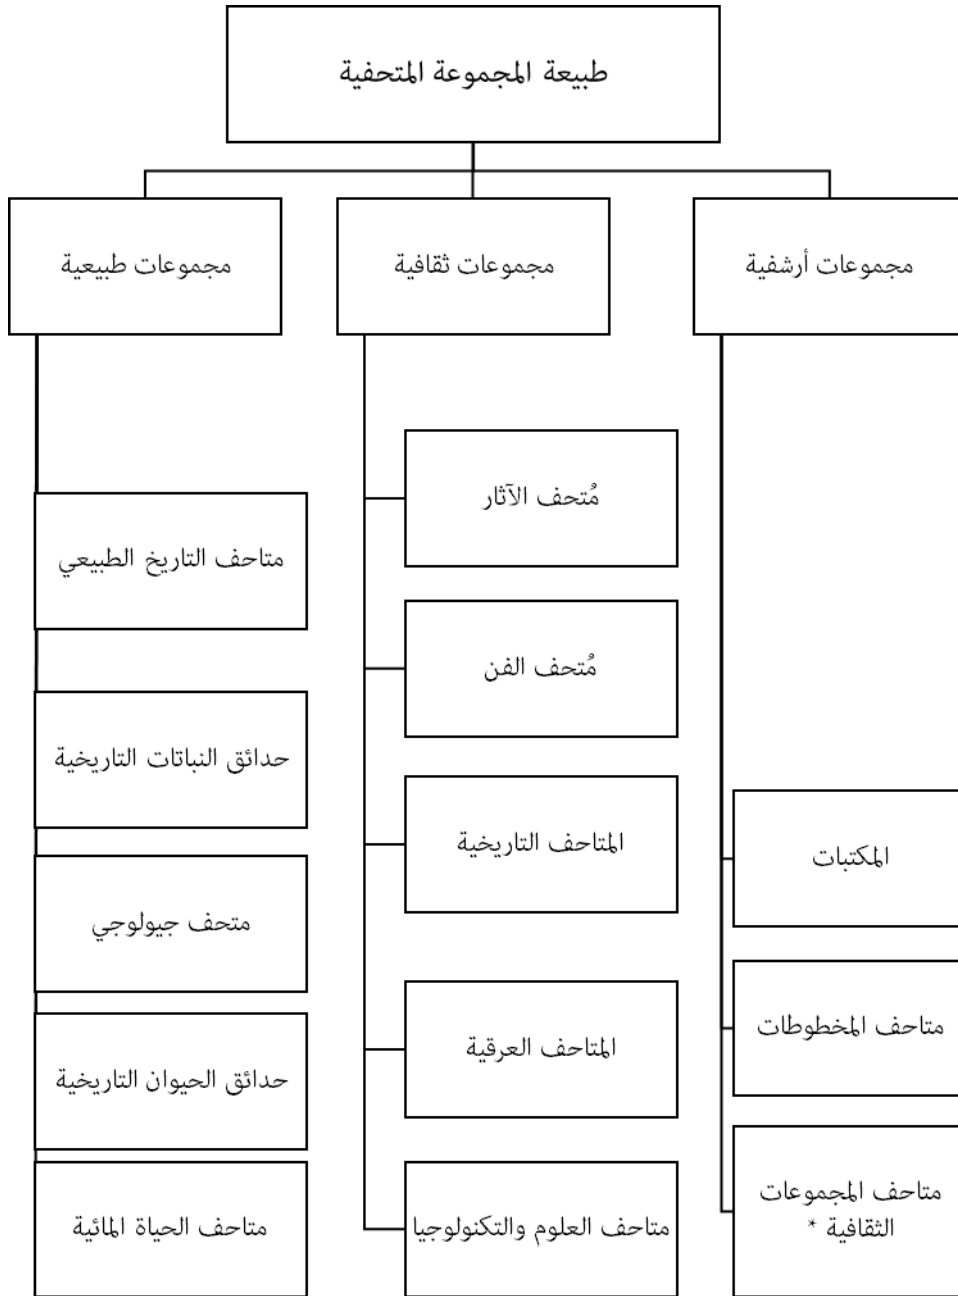 طبيعة المجموعة المتحفية
مجموعات أرشفية
مجموعات ثقافية
مجموعات طبيعية
المكتبات
متاحف المخطوطات
متاحف المجموعات
الثقافية *
مُتحف الآثار
مُتحف الفن
المتاحف التاريخية
المتاحف العرقية
متاحف العلوم والتكنولوجيا
متاحف التاريخ الطبيعي
حدائق النباتات التاريخية
متحف جيولوجي
حدائق الحيوان التاريخية
متاحف الحياة المائية